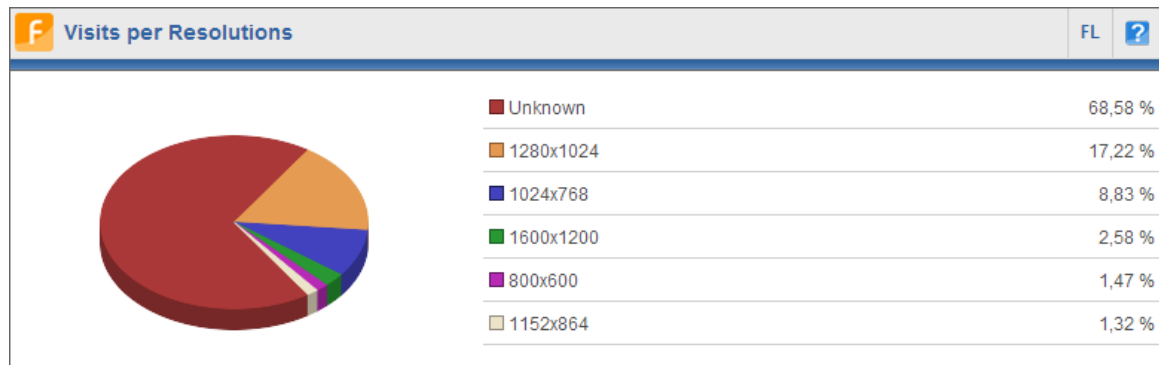 Visits per Resolutions FL ?
Unknown 68,58 %
1280x1024 17,22 %
1024x768 8,83 %
1600x1200 2,58 %
800x600 1,47 %
1152x864 1,32 %